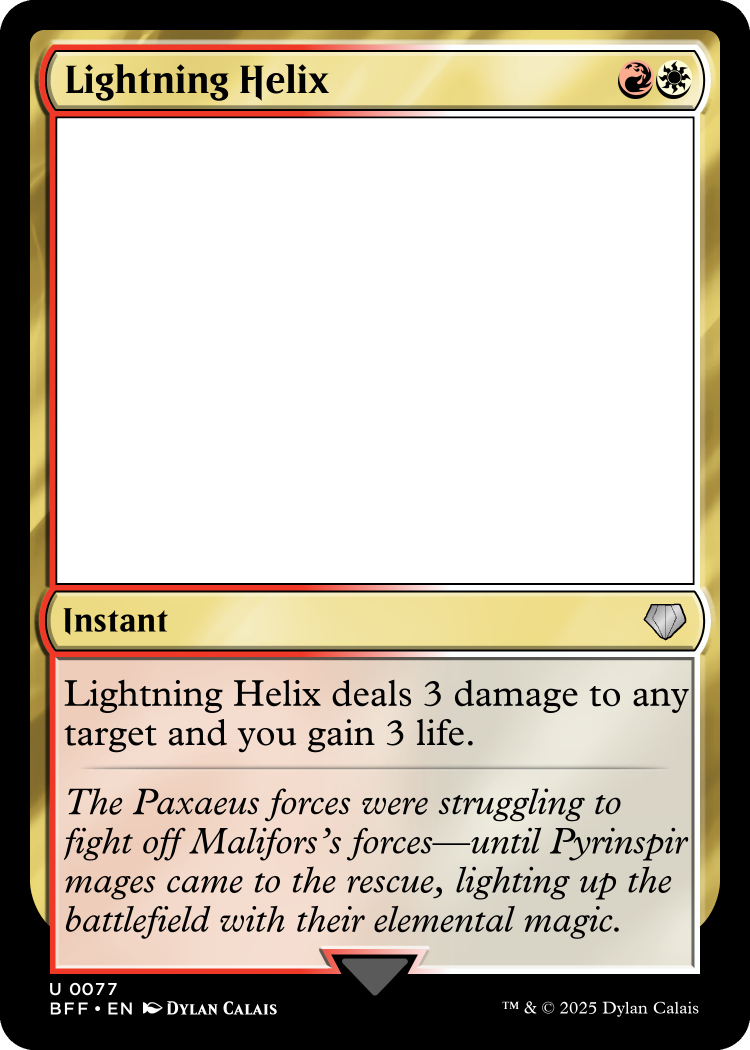 Lightning Helix
Instant
Lightning Helix deals 3 damage to any
target and you gain 3 life.
The Paxaeus forces were struggling to
fight off Malifors's forces—until Pyrinspir
mages came to the rescue, lighting up the
battlefield with their elemental magic.
U 0077
BFF • EN Dylan Calais
™ & © 2025 Dylan Calais